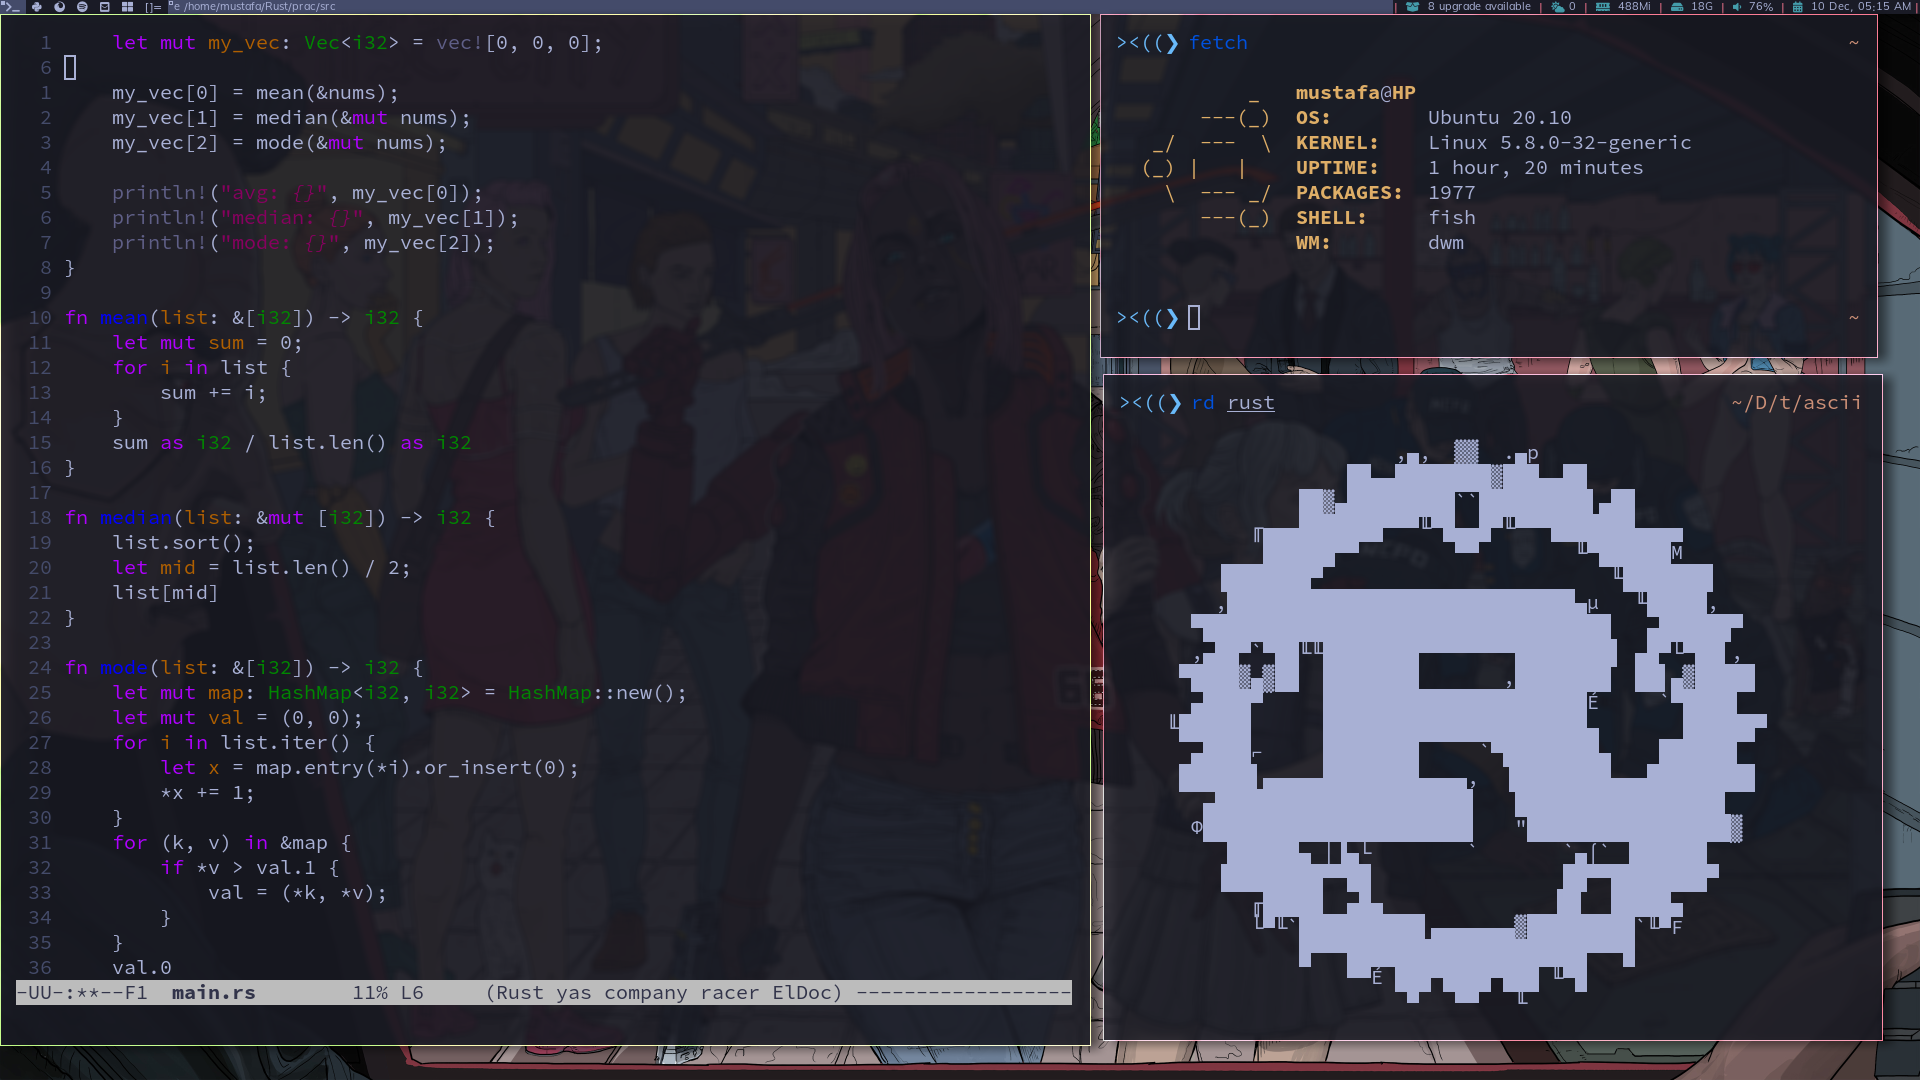 []= e /home/mustafa/Rust/prac/src
| 8 upgrade available | 0 | 488Mi | 18G | 76% | 10 Dec, 05:15 AM |
1     let mut my_vec: Vec<i32> = vec![0, 0, 0];
6
1     my_vec[0] = mean(&nums);
2     my_vec[1] = median(&mut nums);
3     my_vec[2] = mode(&mut nums);
4
5     println!("avg: {}", my_vec[0]);
6     println!("median: {}", my_vec[1]);
7     println!("mode: {}", my_vec[2]);
8 }
9
10 fn mean(list: &[i32]) -> i32 {
11     let mut sum = 0;
12     for i in list {
13         sum += i;
14     }
15     sum as i32 / list.len() as i32
16 }
17
18 fn median(list: &mut [i32]) -> i32 {
19     list.sort();
20     let mid = list.len() / 2;
21     list[mid]
22 }
23
24 fn mode(list: &[i32]) -> i32 {
25     let mut map: HashMap<i32, i32> = HashMap::new();
26     let mut val = (0, 0);
27     for i in list.iter() {
28         let x = map.entry(*i).or_insert(0);
29         *x += 1;
30     }
31     for (k, v) in &map {
32         if *v > val.1 {
33             val = (*k, *v);
34         }
35     }
36     val.0
-UU-:**--F1  main.rs        11% L6     (Rust yas company racer ElDoc) ------------------
><((❯ fetch ~
mustafa@HP
OS: Ubuntu 20.10
KERNEL: Linux 5.8.0-32-generic
UPTIME: 1 hour, 20 minutes
PACKAGES: 1977
SHELL: fish
WM: dwm
><((❯ ~
><((❯ rd rust ~/D/t/ascii